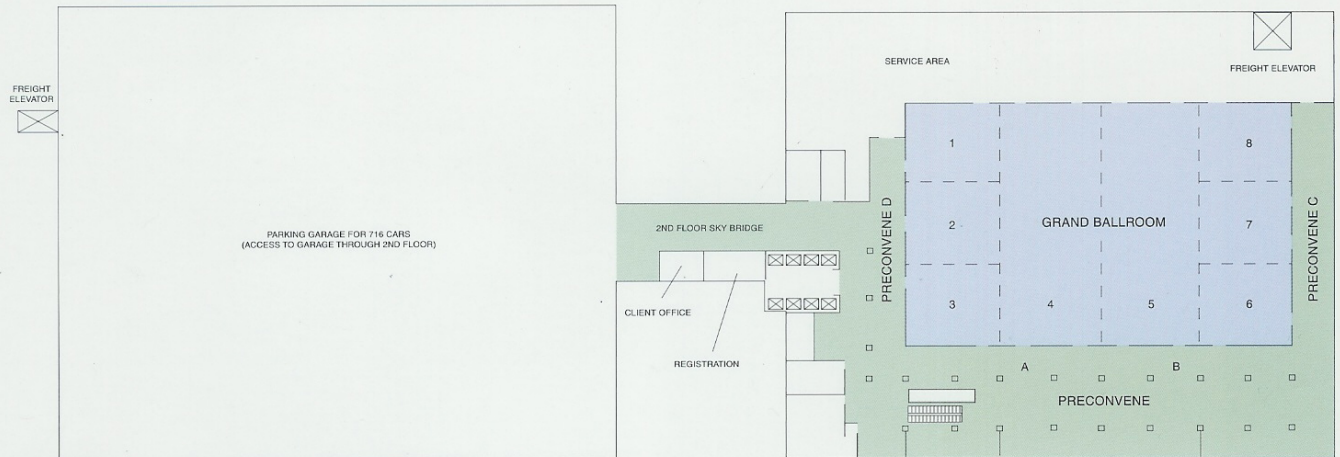 FREIGHT
ELEVATOR
PARKING GARAGE FOR 716 CARS
(ACCESS TO GARAGE THROUGH 2ND FLOOR)
2ND FLOOR SKY BRIDGE
CLIENT OFFICE
REGISTRATION
SERVICE AREA
FREIGHT ELEVATOR
PRECONVENE D
1
2
3
4
GRAND BALLROOM
5
8
7
6
PRECONVENE C
A
B
PRECONVENE